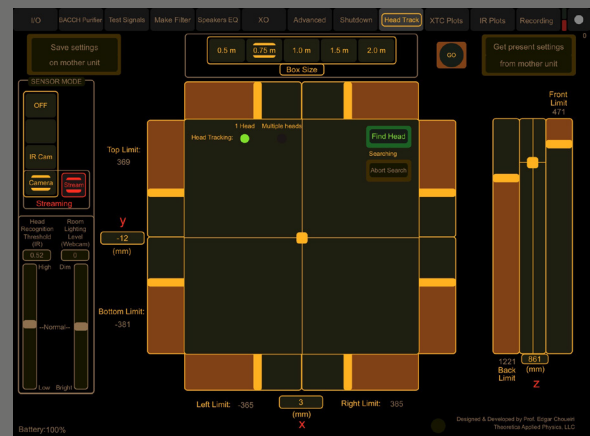 I/O BACCH Purifier Test Signals Make Filter Speakers EQ XO Advanced Shutdown Head Track XTC Plots IR Plots Recording
0
Save settings
on mother unit
0.5 m 0.75 m 1.0 m 1.5 m 2.0 m
Box Size
GO
Get present settings
from mother unit
SENSOR MODE
OFF
IR Cam
Camera Stream
Streaming
Head
Recognition
Threshold
(IR)
0.52
Room
Lighting
Level
(Webcam)
0
High Dim
--Normal--
Low Bright
Battery:100%
Top Limit:
369
y
-12
(mm)
Bottom Limit:
-381
1 Head Multiple heads
Head Tracking:
Find Head
Searching
Abort Search
Left Limit: -365
3
(mm)
x
Right Limit: 385
Front
Limit
471
1221
Back
Limit
861
(mm)
z
Designed & Developed by Prof. Edgar Choueiri
Theoretica Applied Physics, LLC